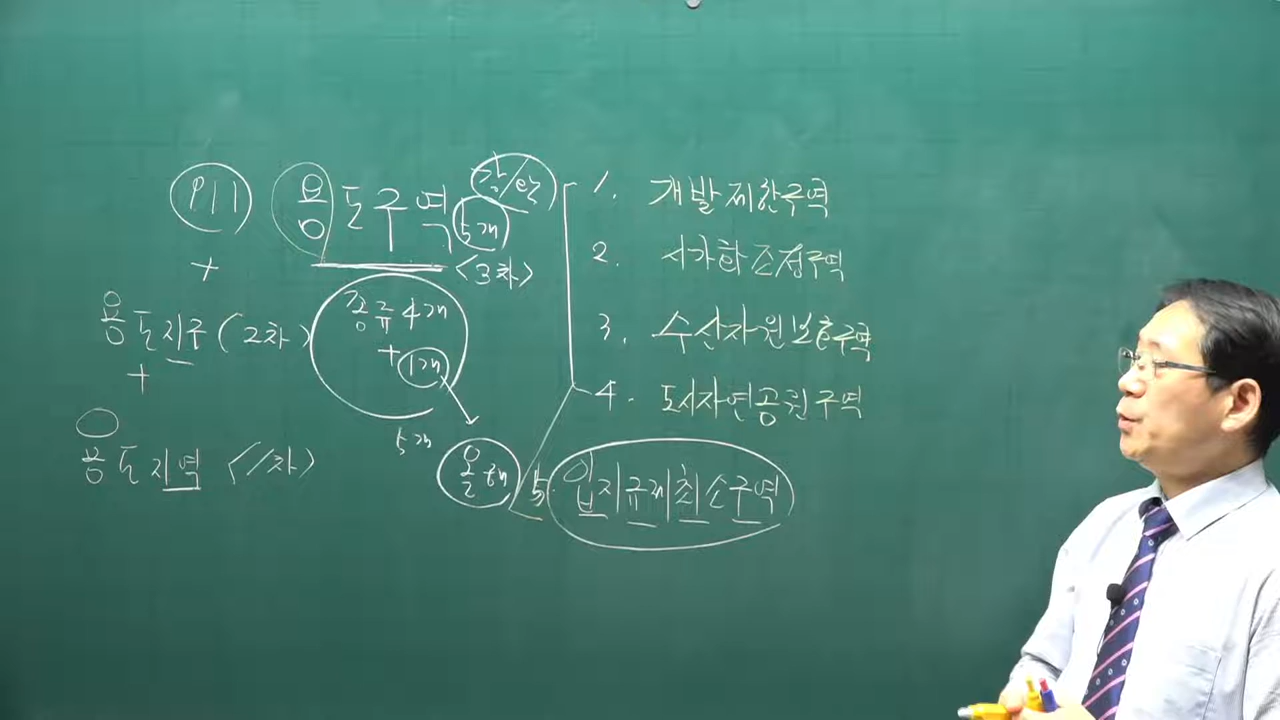 911 용도구역 강/완
5개
<3차>
+
용도지구 (2차)
+
용도지역 <1차>
종류 4개
+ 1개
5개
올해
1. 개발제한구역
2. 시가화조정구역
3. 수산자원보호구역
4. 도시자연공원구역
5 입지규제최소구역